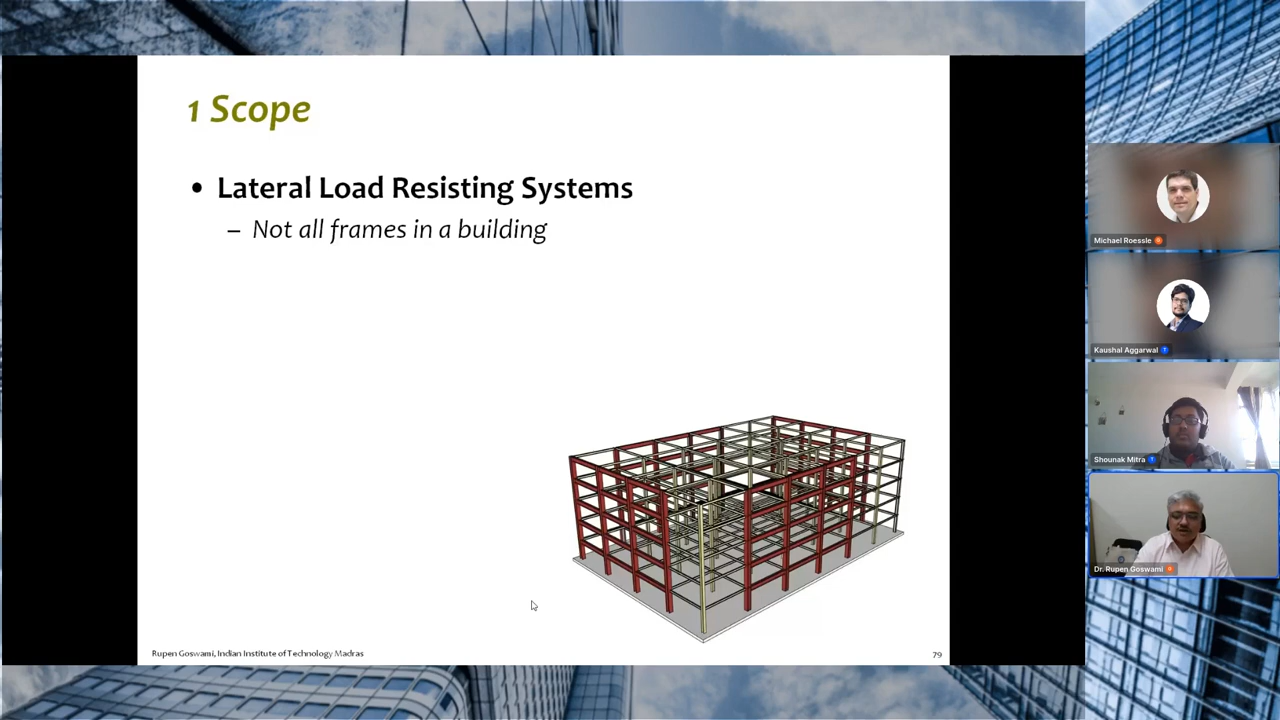 1 Scope
• Lateral Load Resisting Systems
– Not all frames in a building
Rupen Goswami, Indian Institute of Technology Madras
79
Michael Roessle
Kaushal Aggarwal
Shounak Mitra
Dr. Rupen Goswami